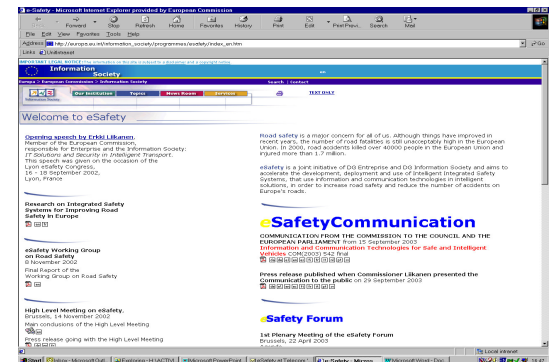 e-Safety - Microsoft Internet Explorer provided by European Commission
Forward Stop Refresh Home Favorites History Print Edit Print Previ.. Search Mail
File Edit View Favorites Tools Help
Address http://europa.eu.int/information_society/programmes/esafety/index_en.htm Go
Links
IMPORTANT LEGAL NOTICE
Information
Society
en
Europa > European Commission > Information Society Search | Contact
Our Institution Topics News Room Services TEXT ONLY
Welcome to eSafety
Opening speech by Erkki Liikanen,
Member of the European Commission,
responsible for Enterprise and the Information Society;
IT Solutions and Security in Intelligent Transport.
This speech was given on the occasion of the
Lyon eSafety Congress,
16 - 18 September 2002,
Lyon, France
Research on Integrated Safety
Systems for Improving Road
Safety in Europe
eSafety Working Group
on Road Safety
8 November 2002
Final Report of the
Working Group on Road Safety
High Level Meeting on eSafety,
Brussels, 14 November 2002
Main conclusions of the High Level Meeting
Press release going with the High Level Meeting
Road safety is a major concern for all of us. Although things have improved in
recent years, the number of road fatalities is still unacceptably high in the European
Union. In 2000, road accidents killed over 40000 people in the European Union and
injured more than 1.7 million.
eSafety is a joint initiative of DG Entreprise and DG Information Society and aims to
accelerate the development, deployment and use of Intelligent Integrated Safety
Systems, that use information and communication technologies in intelligent
solutions, in order to increase road safety and reduce the number of accidents on
Europe's roads.
eSafetyCommunication
COMMUNICATION FROM THE COMMISSION TO THE COUNCIL AND THE
EUROPEAN PARLIAMENT from 15 September 2003
Information and Communication Technologies for Safe and Intelligent
Vehicles COM(2003) 542 final
Press release published when Commissioner Liikanen presented the
Communication to the public on 29 September 2003
eSafety Forum
1st Plenary Meeting of the eSafety Forum
Brussels, 22 April 2003
Local intranet
Start